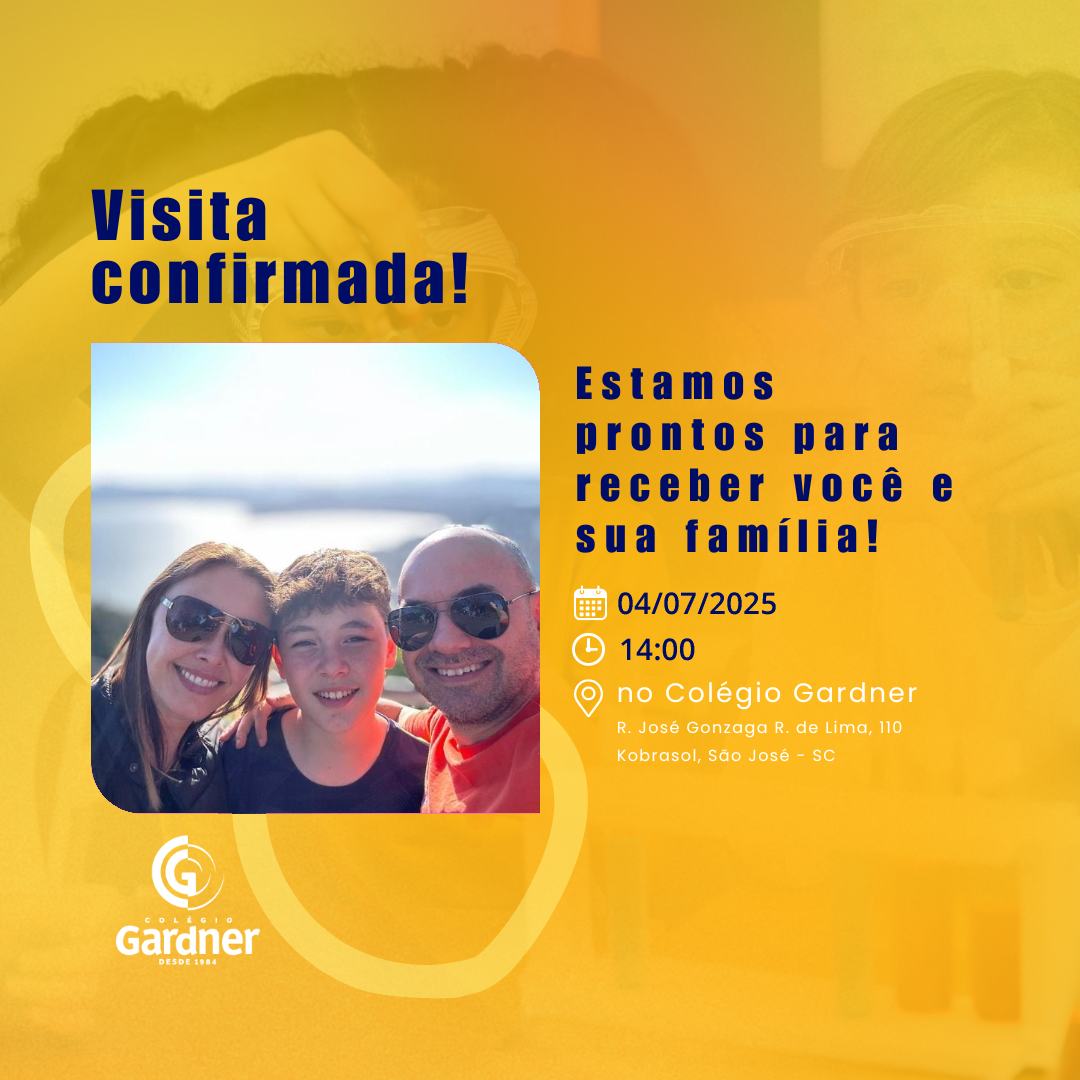 Visita
confirmada!
Estamos
prontos para
receber você e
sua família!
04/07/2025
14:00
no Colégio Gardner
R. José Gonzaga R. de Lima, 110
Kobrasol, São José - SC
G
COLÉGIO
Gardner
DESDE 1984